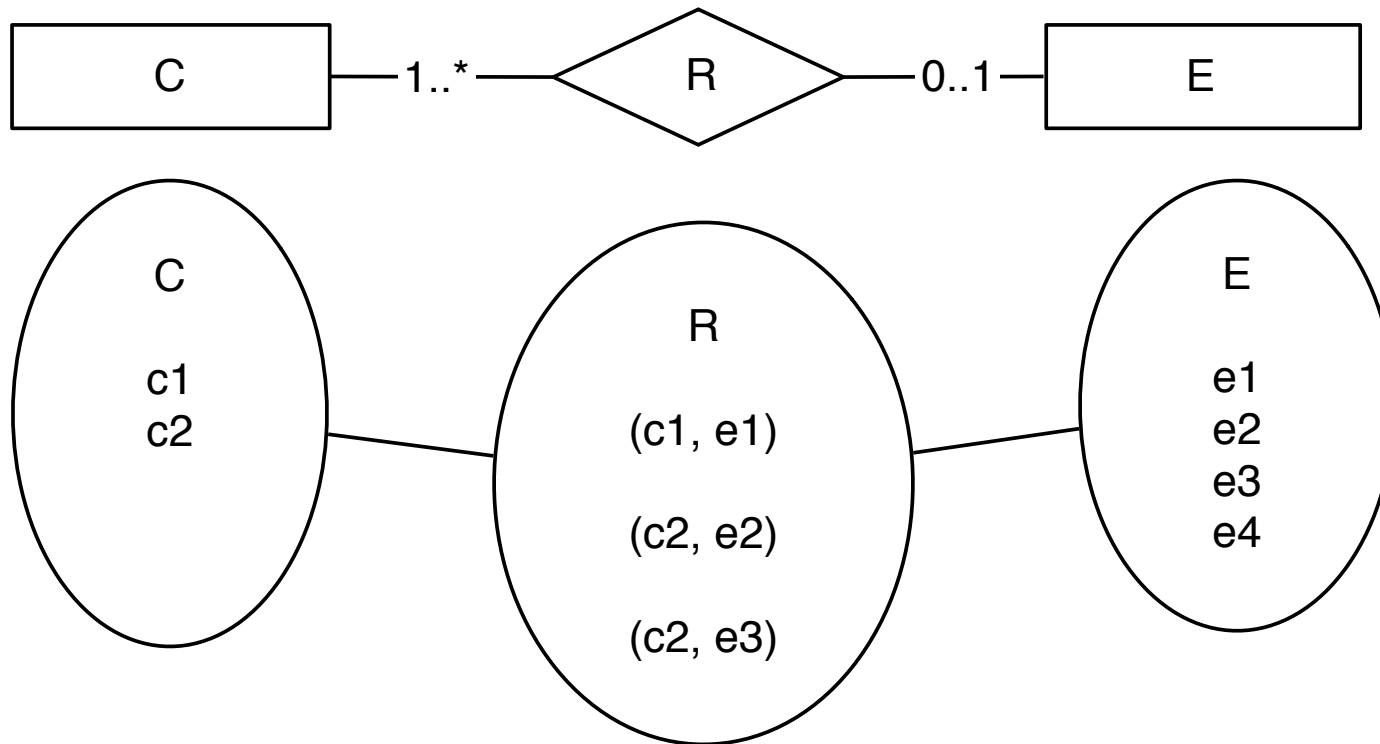 C 1..* R 0..1 E
C
c1
c2
R
(c1, e1)
(c2, e2)
(c2, e3)
E
e1
e2
e3
e4